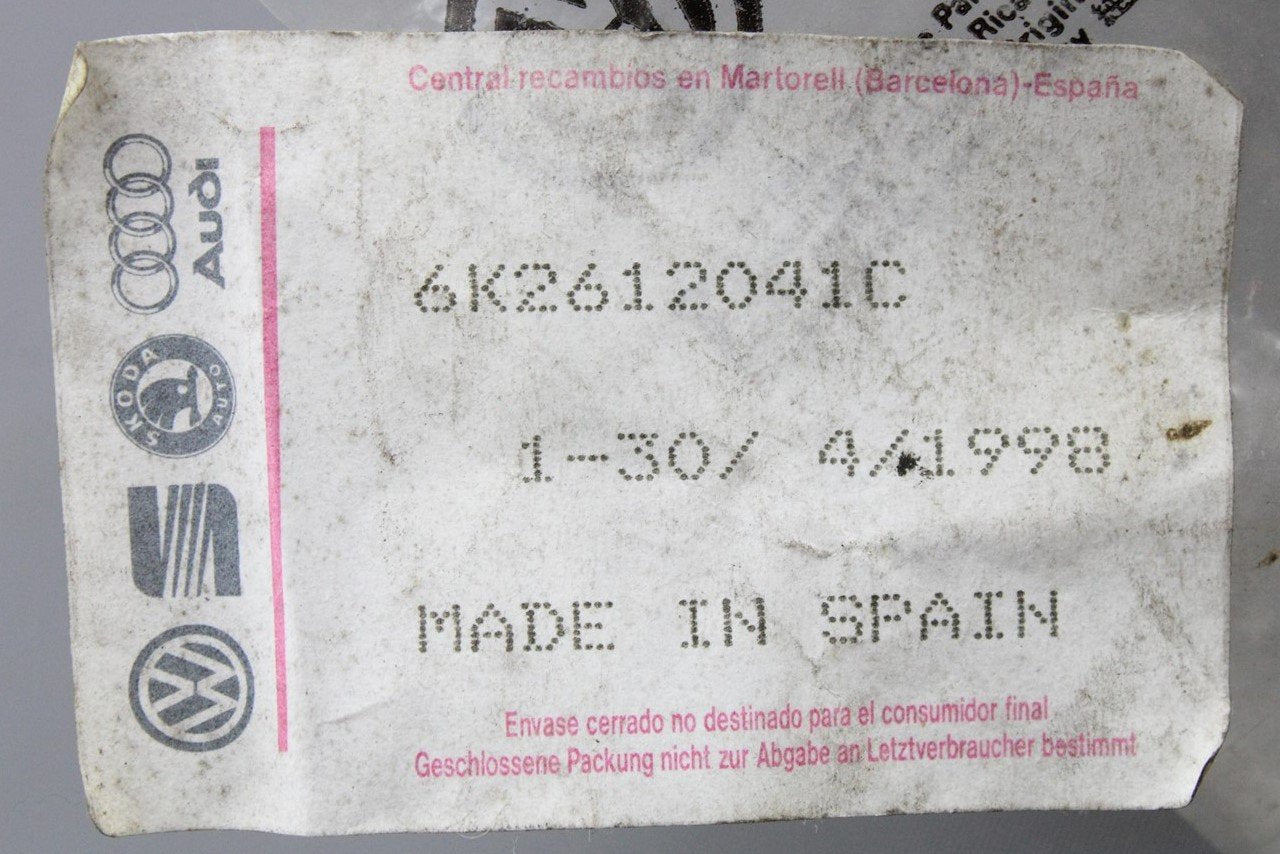 Central recambios en Martorell (Barcelona)-España
Audi
SKODA AUTO
6K2612041C
1-30/ 4/1998
MADE IN SPAIN
Envase cerrado no destinado para el consumidor final
Geschlossene Packung nicht zur Abgabe an Letztverbraucher bestimmt